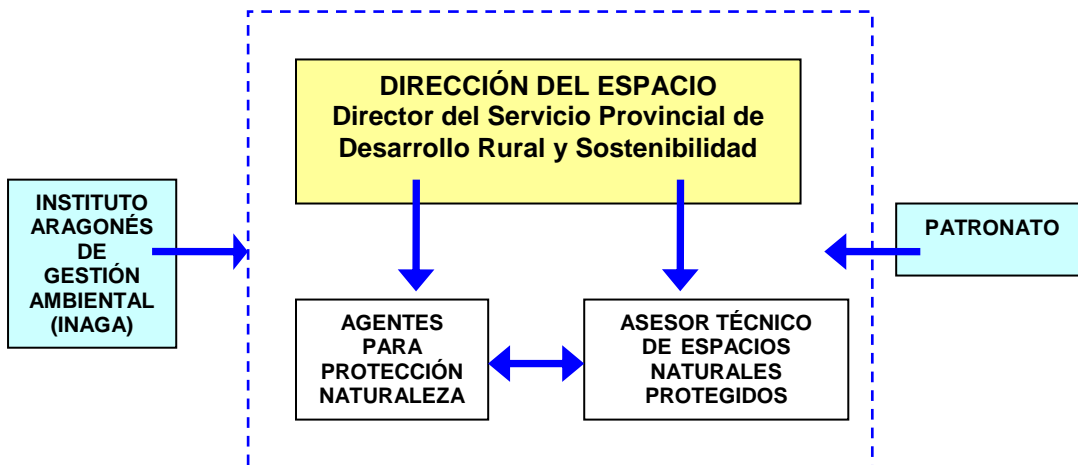 DIRECCIÓN DEL ESPACIO
Director del Servicio Provincial de
Desarrollo Rural y Sostenibilidad
INSTITUTO
ARAGONÉS
DE
GESTIÓN
AMBIENTAL
(INAGA)
PATRONATO
AGENTES
PARA
PROTECCIÓN
NATURALEZA
ASESOR TÉCNICO
DE ESPACIOS
NATURALES
PROTEGIDOS